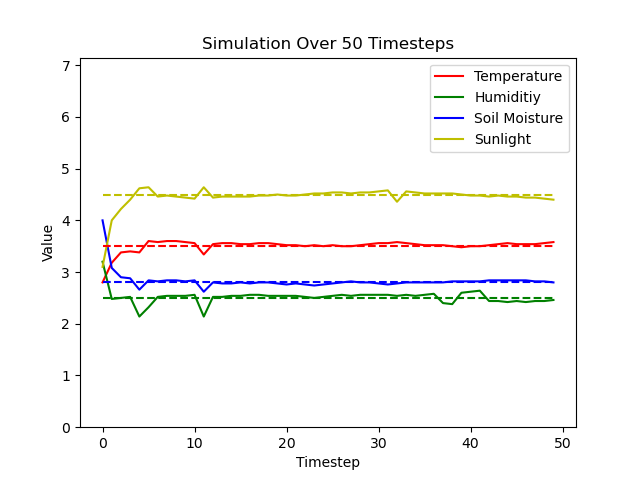 Simulation Over 50 Timesteps
Temperature
Humiditiy
Soil Moisture
Sunlight
7
6
5
4
3
2
1
0
Value
0 10 20 30 40 50
Timestep